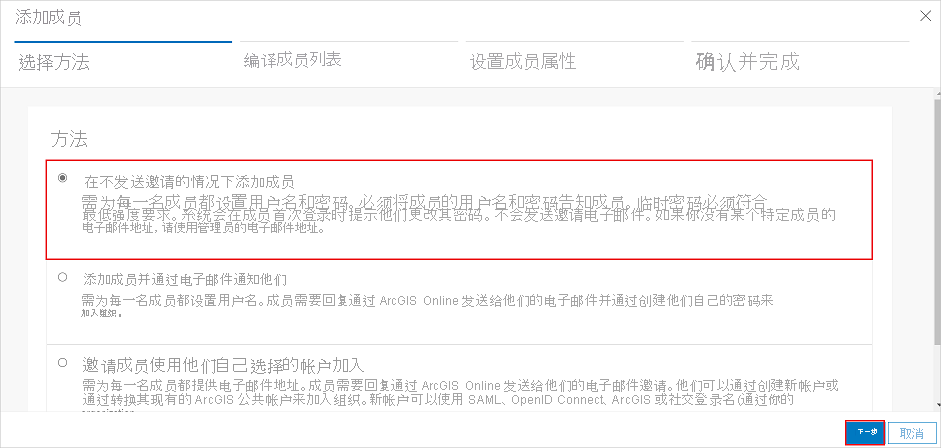 添加成员
选择方法
编译成员列表
设置成员属性
确认并完成
方法
在不发送邀请的情况下添加成员
需为每一名成员都设置用户名和密码。必须将成员的用户名和密码告知成员。临时密码必须符合
最低强度要求。系统会在成员首次登录时提示他们更改其密码。不会发送邀请电子邮件。如果你没有某个特定成员的
电子邮件地址, 请使用管理员的电子邮件地址。
添加成员并通过电子邮件通知他们
需为每一名成员都设置用户名。成员需要回复通过 ArcGIS Online 发送给他们的电子邮件并通过创建他们自己的密码来
加入组织。
邀请成员使用他们自己选择的帐户加入
需为每一名成员都提供电子邮件地址。成员需要回复通过 ArcGIS Online 发送给他们的电子邮件邀请。他们可以通过创建新帐户或
通过转换其现有的 ArcGIS 公共帐户来加入组织。新帐户可以使用 SAML、OpenID Connect、ArcGIS 或社交登录名(通过你的
下一步
取消